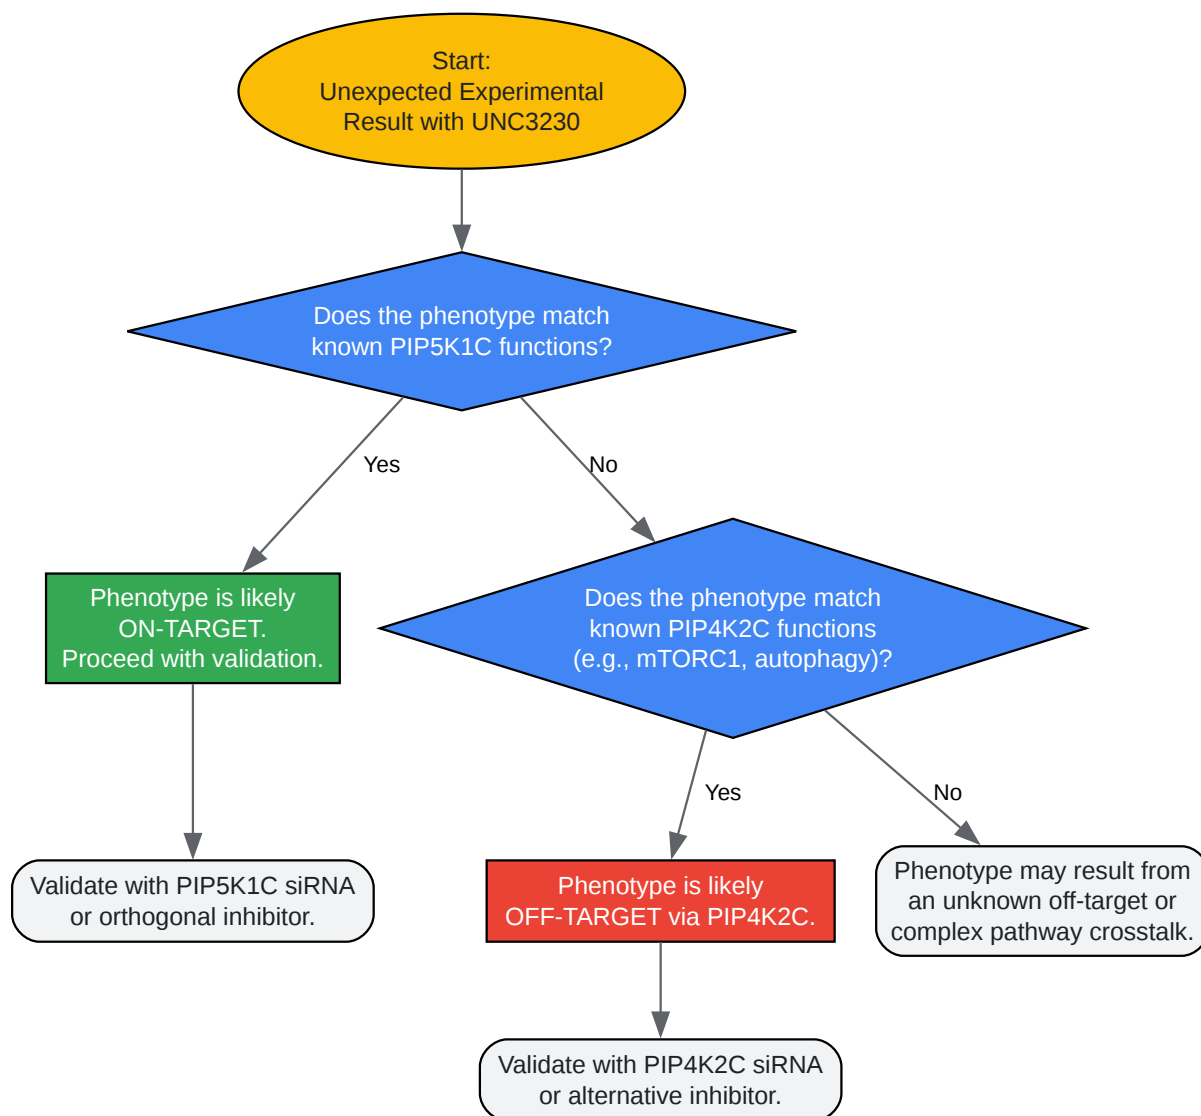 Start:
Unexpected Experimental
Result with UNC3230
Does the phenotype match
known PIP5K1C functions?
Yes
No
Phenotype is likely
ON-TARGET.
Proceed with validation.
Does the phenotype match
known PIP4K2C functions
(e.g., mTORC1, autophagy)?
Yes
No
Validate with PIP5K1C siRNA
or orthogonal inhibitor.
Phenotype is likely
OFF-TARGET via PIP4K2C.
Phenotype may result from
an unknown off-target or
complex pathway crosstalk.
Validate with PIP4K2C siRNA
or alternative inhibitor.